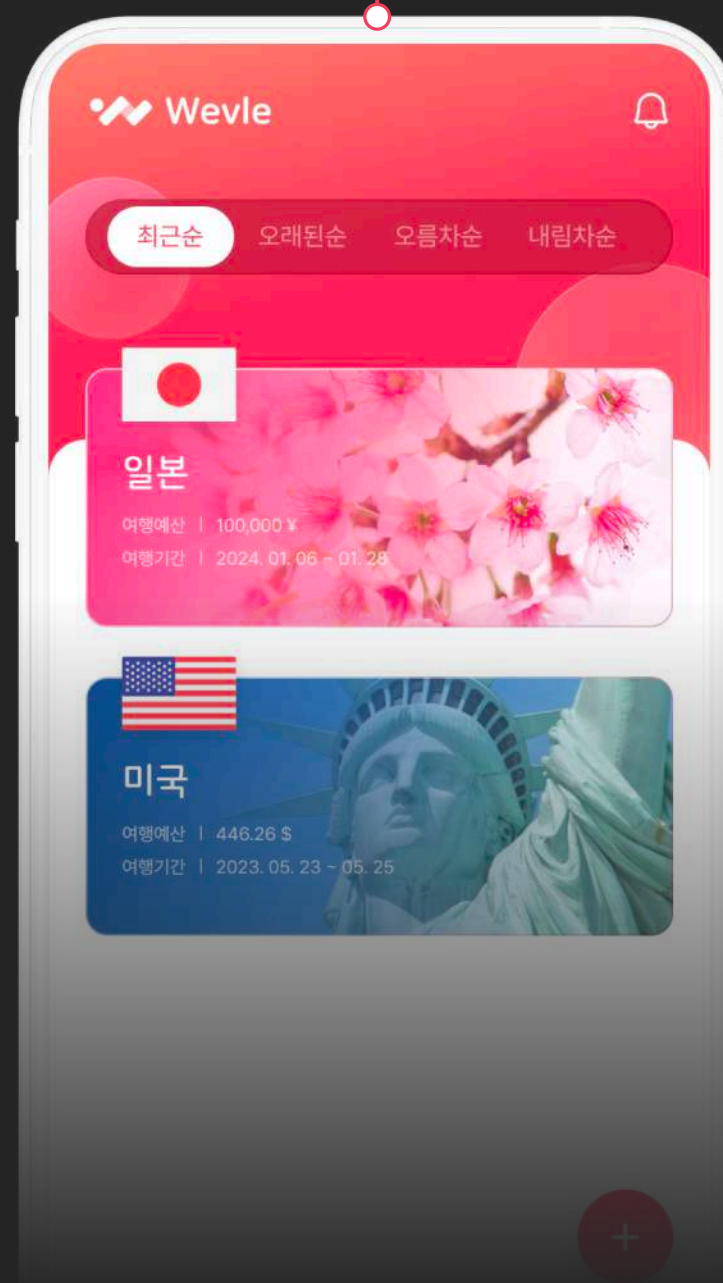 Wevle
최근순 오래된순 오름차순 내림차순
일본
여행예산 | 100,000 ¥
여행기간 | 2024. 01. 06 ~ 01. 28
미국
여행예산 | 446.26 $
여행기간 | 2023. 05. 23 ~ 05. 25
+